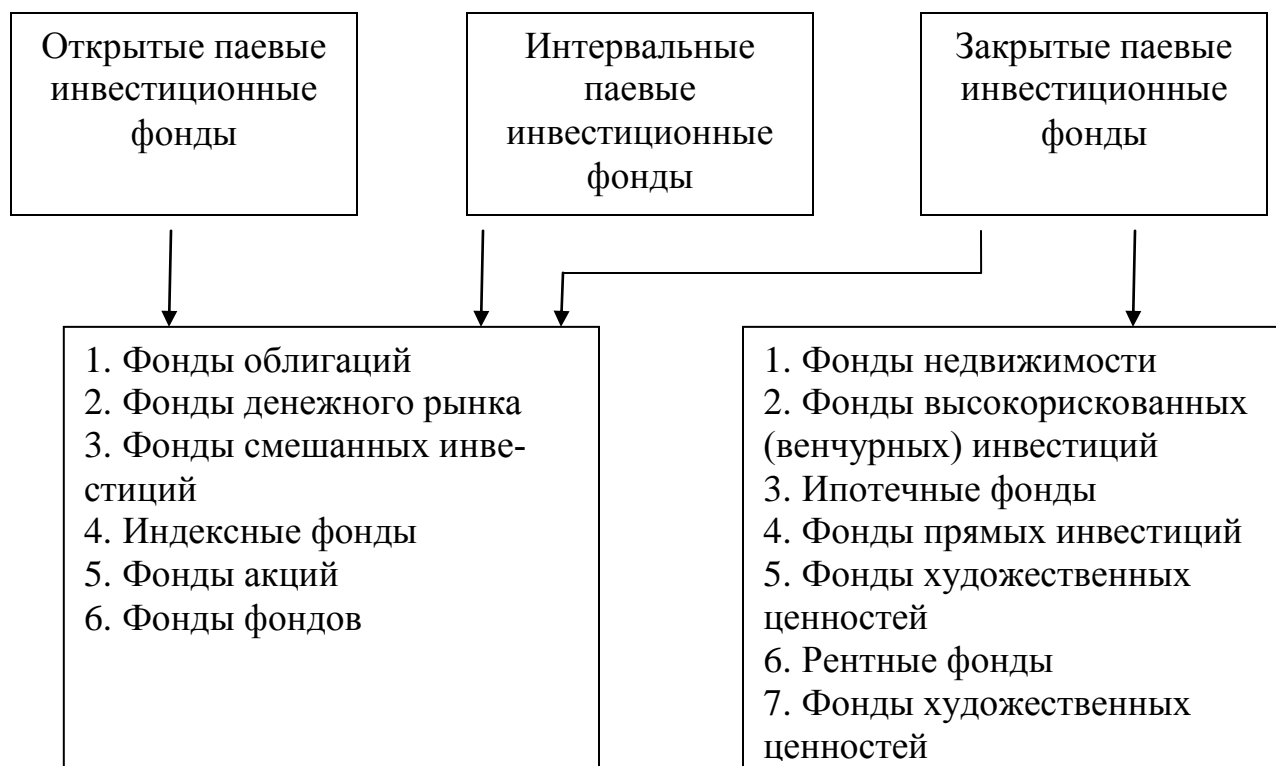 Открытые паевые
инвестиционные
фонды
Интервальные
паевые
инвестиционные
фонды
Закрытые паевые
инвестиционные
фонды
1. Фонды облигаций
2. Фонды денежного рынка
3. Фонды смешанных инве-
стиций
4. Индексные фонды
5. Фонды акций
6. Фонды фондов
1. Фонды недвижимости
2. Фонды высокорискованных
(венчурных) инвестиций
3. Ипотечные фонды
4. Фонды прямых инвестиций
5. Фонды художественных
ценностей
6. Рентные фонды
7. Фонды художественных
ценностей